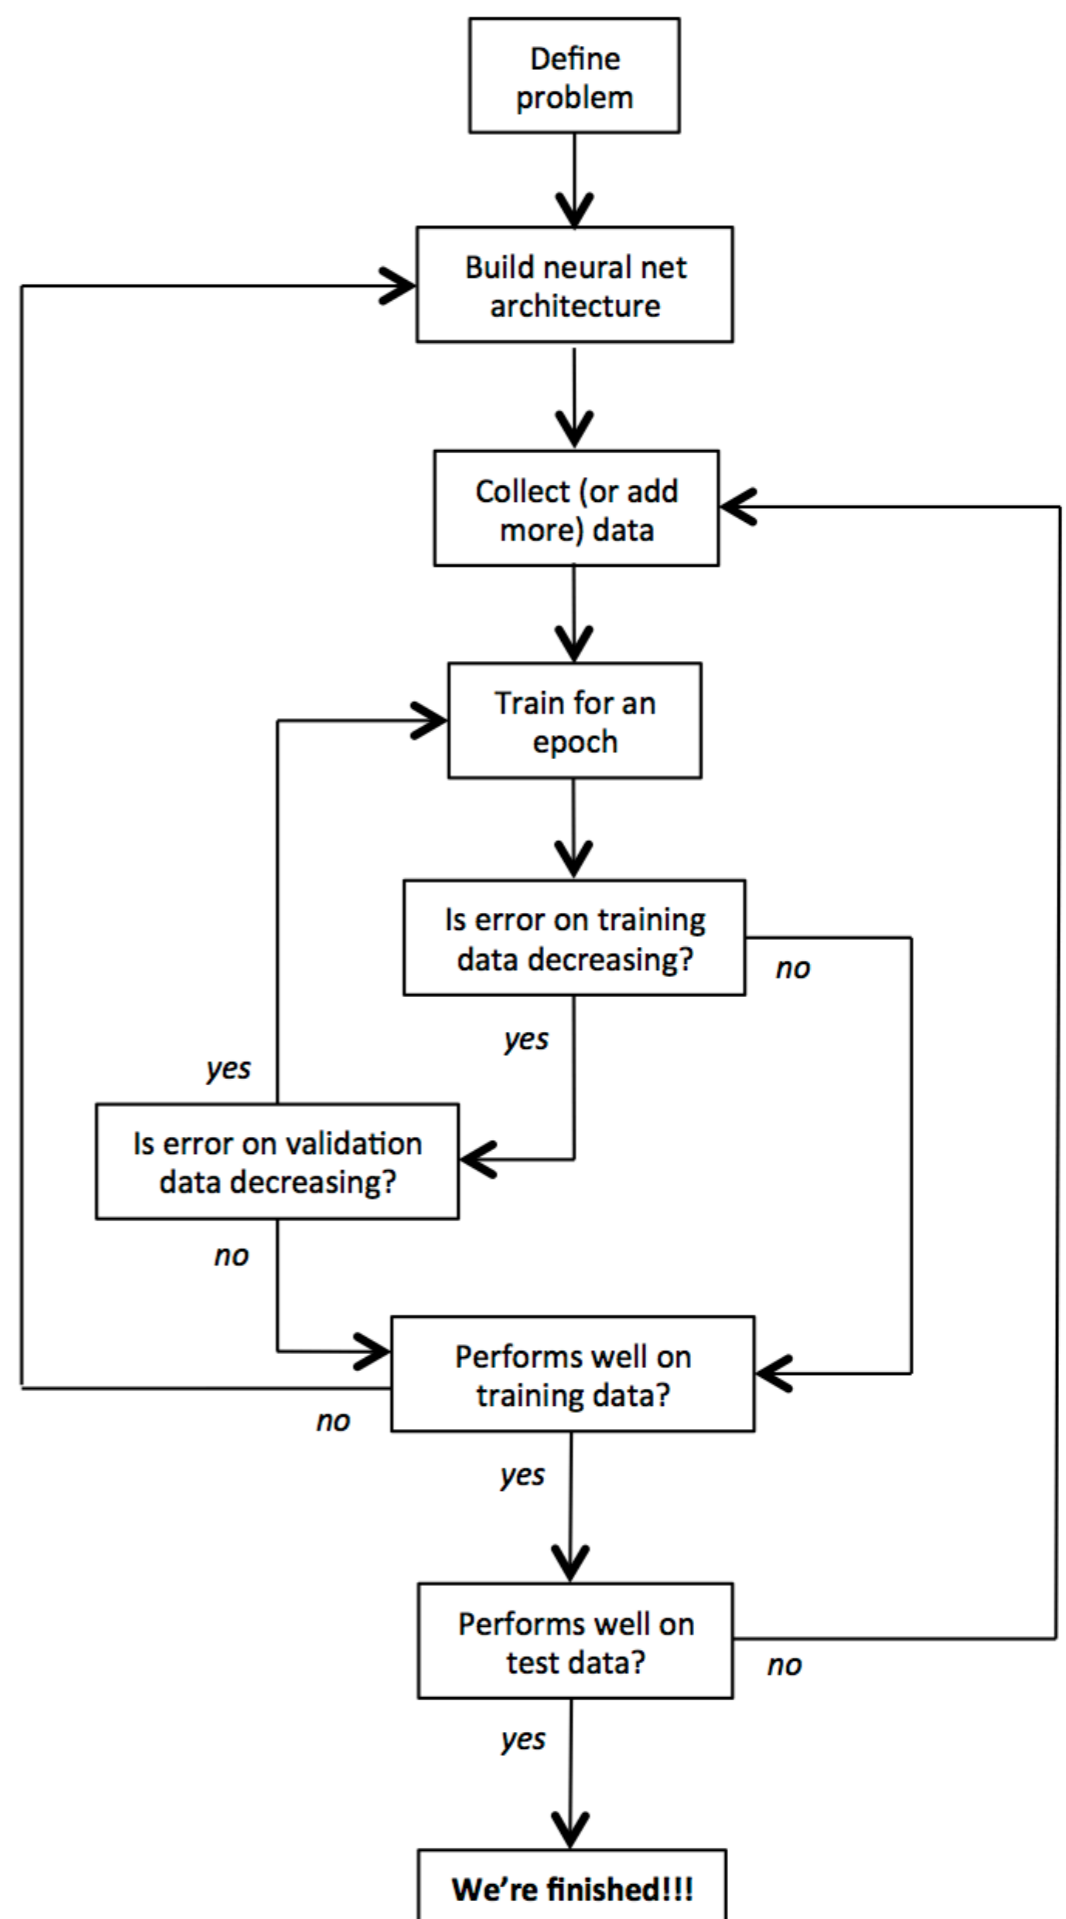 Define
problem
Build neural net
architecture
Collect (or add
more) data
Train for an
epoch
Is error on training
data decreasing?
no
yes
yes
Is error on validation
data decreasing?
no
Performs well on
training data?
no
yes
Performs well on
test data?
no
yes
We’re finished!!!